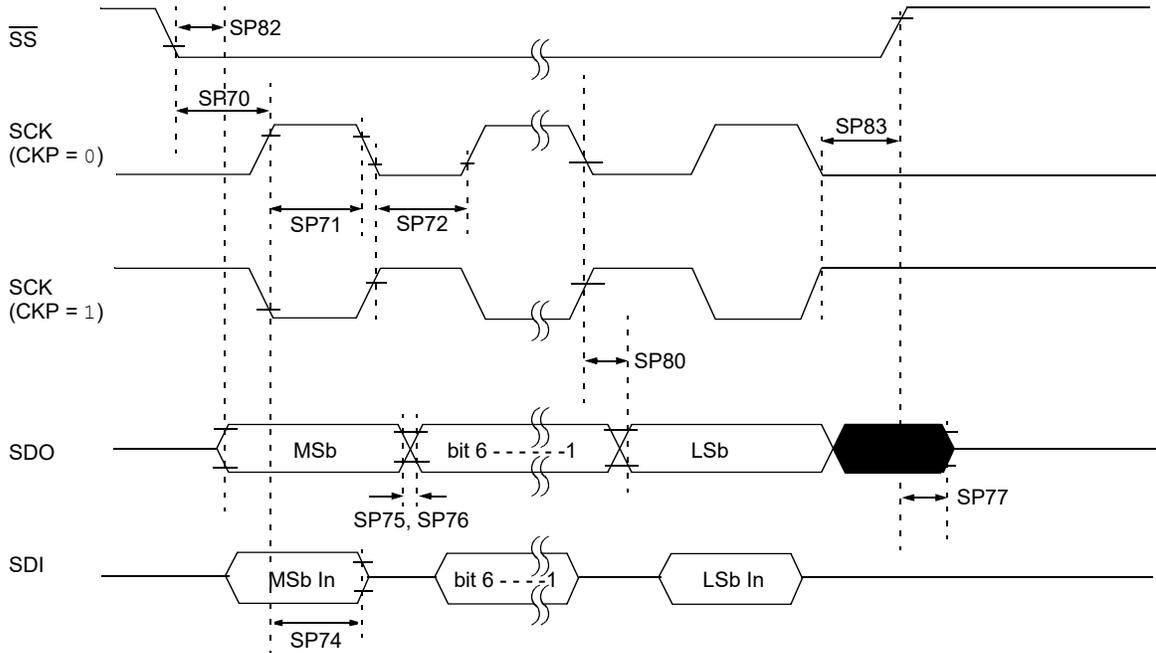 SS
SP82
SP70
SCK
(CKP = 0)
SP83
SP71
SP72
SCK
(CKP = 1)
SP80
SDO
MSb
bit 6 - - - - - -1
LSb
SP77
SP75, SP76
SDI
MSb In
bit 6 - - - -1
LSb In
SP74